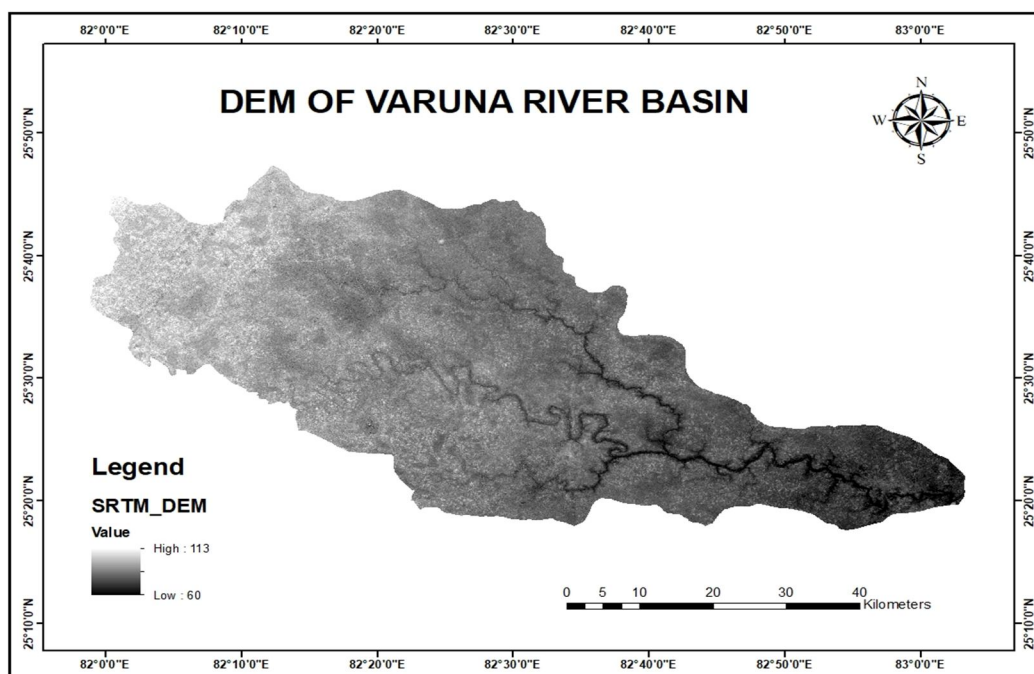 82°0'0"E 82°10'0"E 82°20'0"E 82°30'0"E 82°40'0"E 82°50'0"E 83°0'0"E
DEM OF VARUNA RIVER BASIN
N
W E
S
25°50'0"N 25°50'0"N
25°40'0"N 25°40'0"N
25°30'0"N 25°30'0"N
25°20'0"N 25°20'0"N
25°10'0"N 25°10'0"N
Legend
SRTM_DEM
Value
High : 113
Low : 60
0 5 10 20 30 40
Kilometers
82°0'0"E 82°10'0"E 82°20'0"E 82°30'0"E 82°40'0"E 82°50'0"E 83°0'0"E